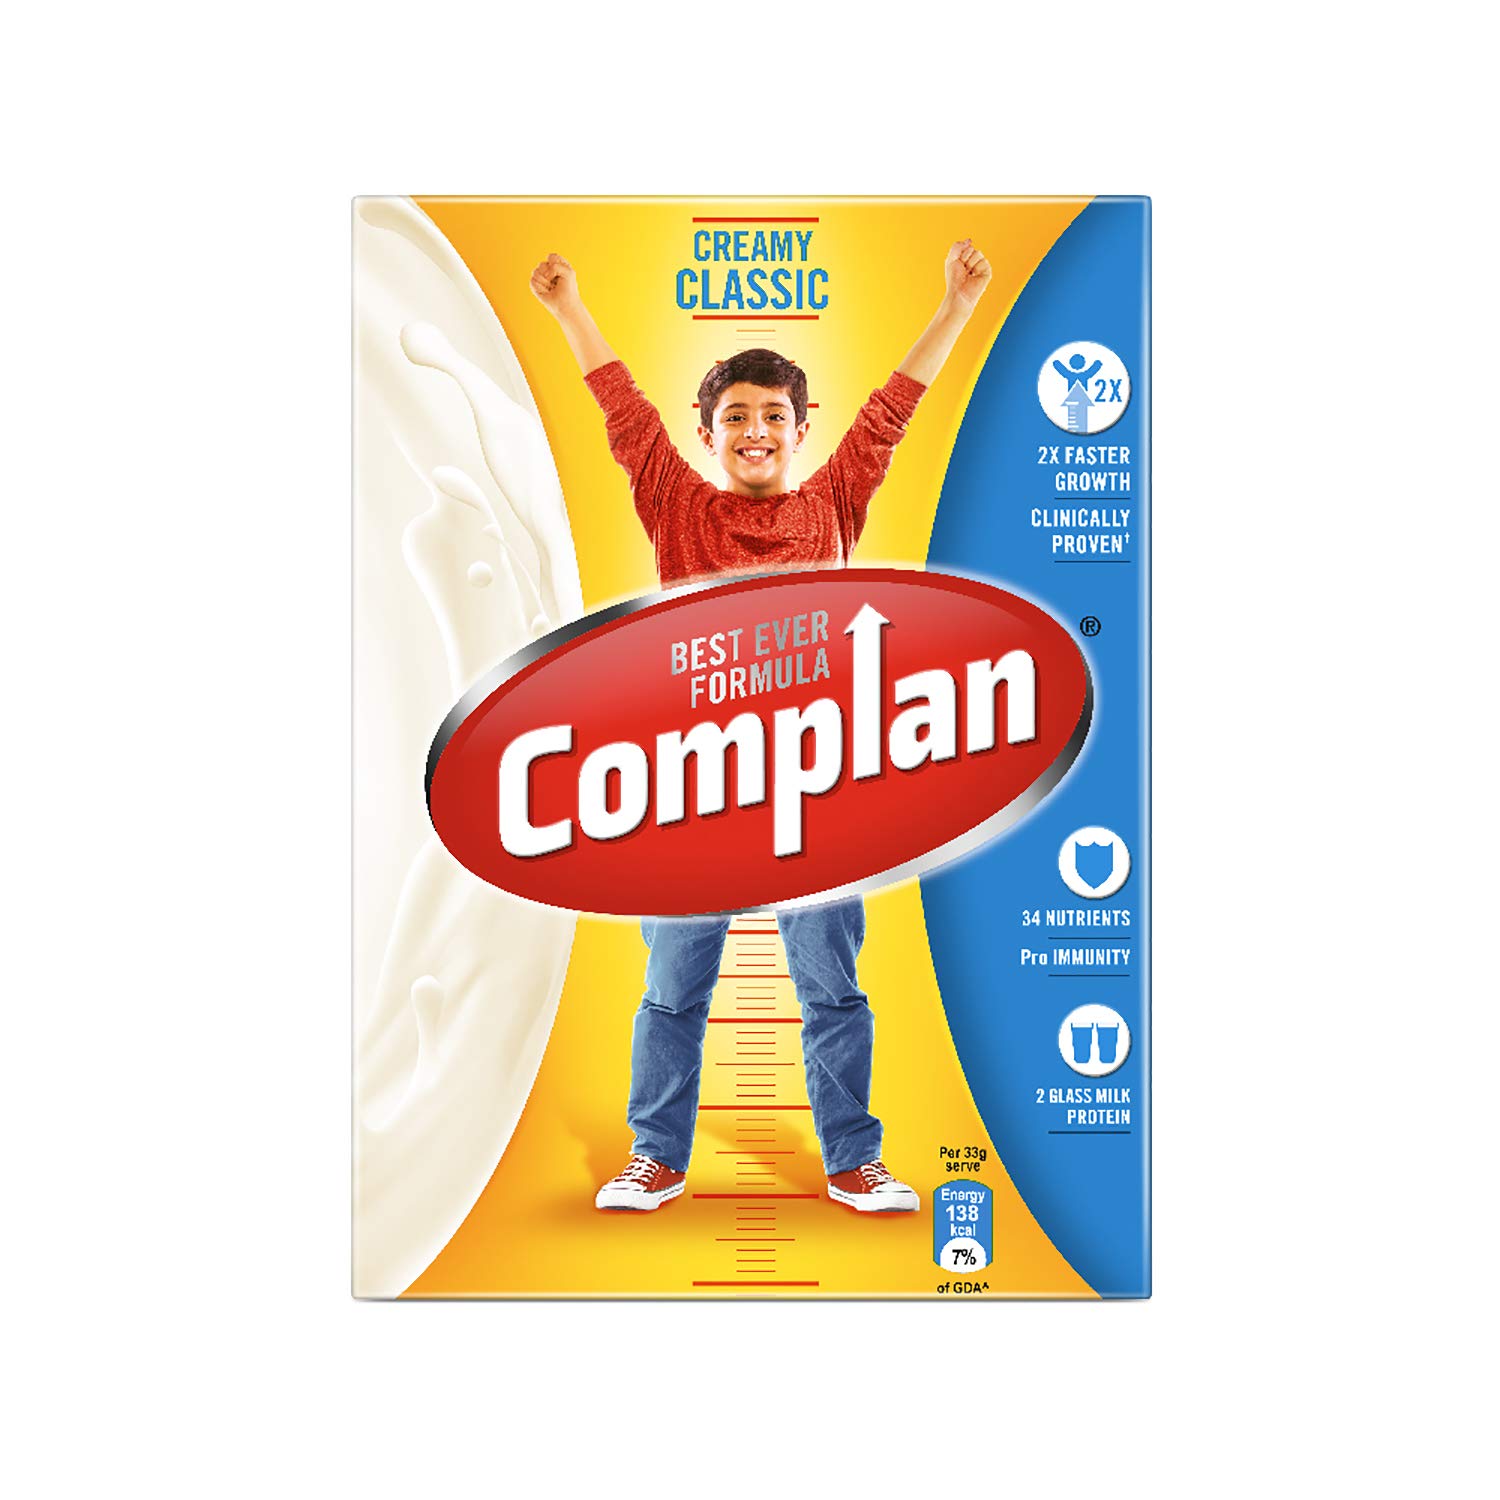 CREAMY
CLASSIC
2X
2X FASTER
GROWTH
CLINICALLY
PROVEN†
®
BEST EVER
FORMULA
Complan
34 NUTRIENTS
Pro IMMUNITY
2 GLASS MILK
PROTEIN
Per 33g
serve
Energy
138
kcal
7%
of GDA^